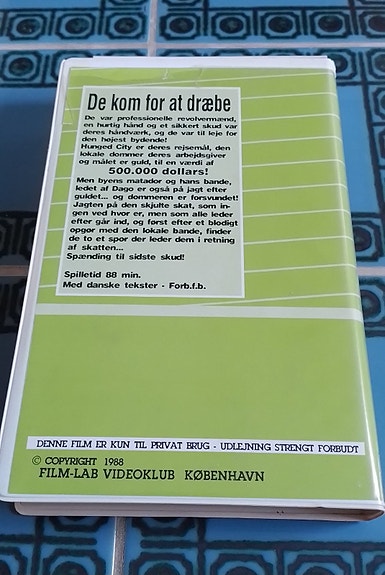 De kom for at dræbe
De var professionelle revolvermænd,
en hurtig hånd og et sikkert skud var
deres håndværk, og de var til leje for
den højest bydende!
Hunged City er deres rejsemål, den
lokale dommer deres arbejdsgiver
og målet er guld, til en værdi af
500.000 dollars!
Men byens matador og hans bande,
ledet af Dago er også på jagt efter
guldet... og dommeren er forsvundet!
Jagten på den skjulte skat, som in-
gen ved hvor er, men som alle leder
efter går ind, og først efter et blodigt
opgør med den lokale bande, finder
de to et spor der leder dem i retning
af skatten...
Spænding til sidste skud!
Spilletid 88 min.
Med danske tekster · Forb.f.b.
DENNE FILM ER KUN TIL PRIVAT BRUG - UDLEJNING STRENGT FORBUDT
© COPYRIGHT 1988
FILM-LAB VIDEOKLUB KØBENHAVN